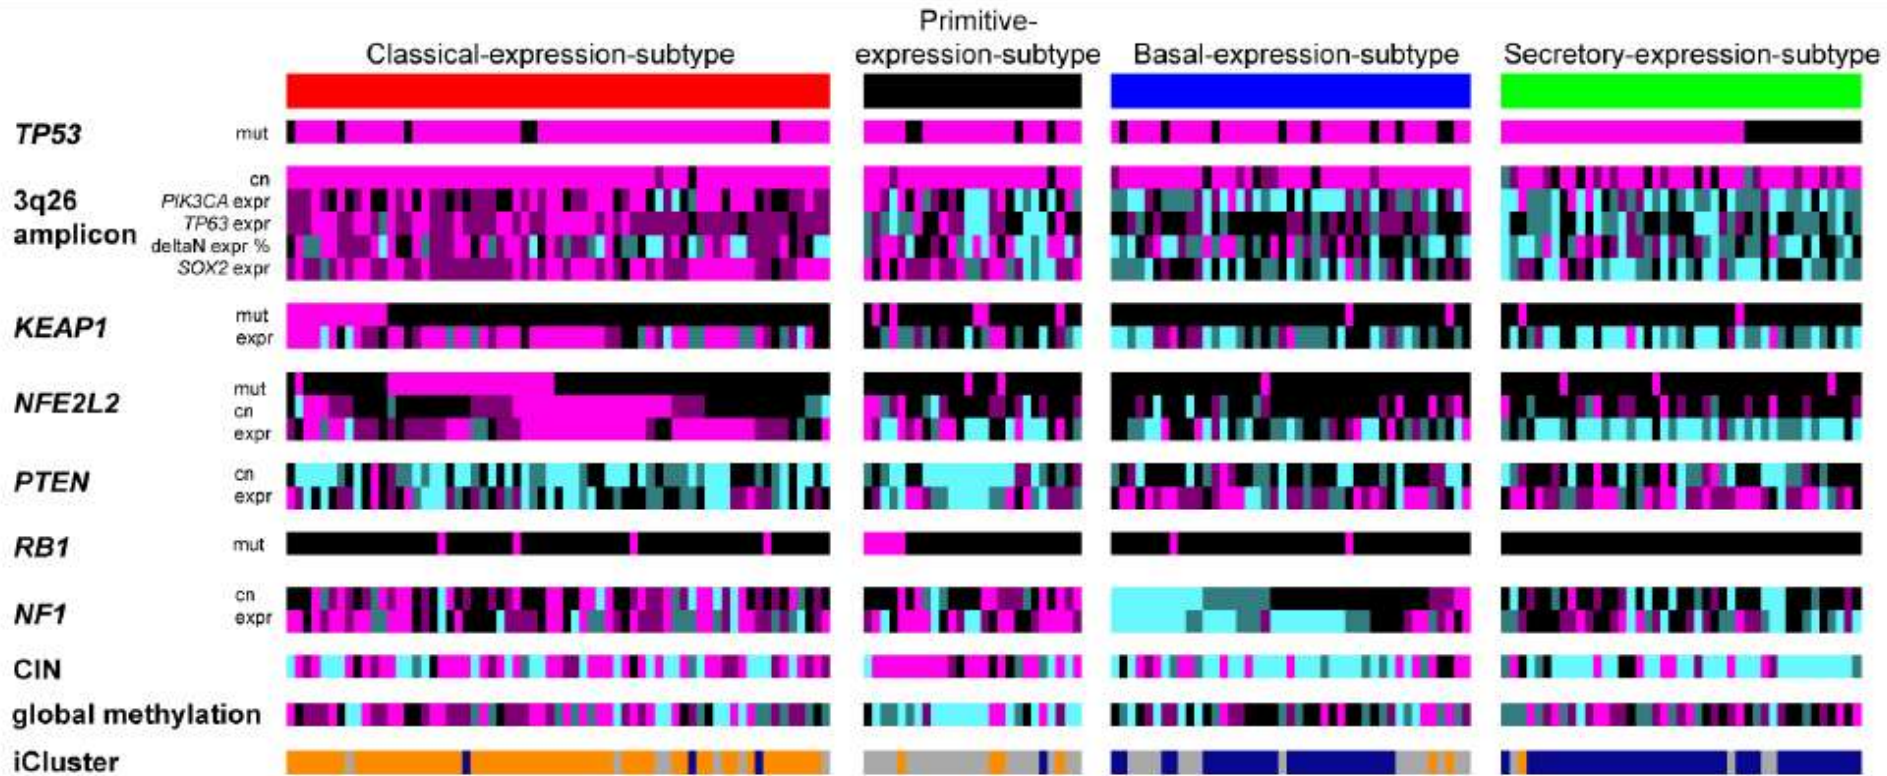 Primitive-
Classical-expression-subtype expression-subtype Basal-expression-subtype Secretory-expression-subtype
TP53 mut
3q26 amplicon
cn
PIK3CA expr
TP63 expr
deltaN expr %
SOX2 expr
KEAP1
mut
expr
NFE2L2
mut
cn
expr
PTEN
cn
expr
RB1 mut
NF1
cn
expr
CIN
global methylation
iCluster